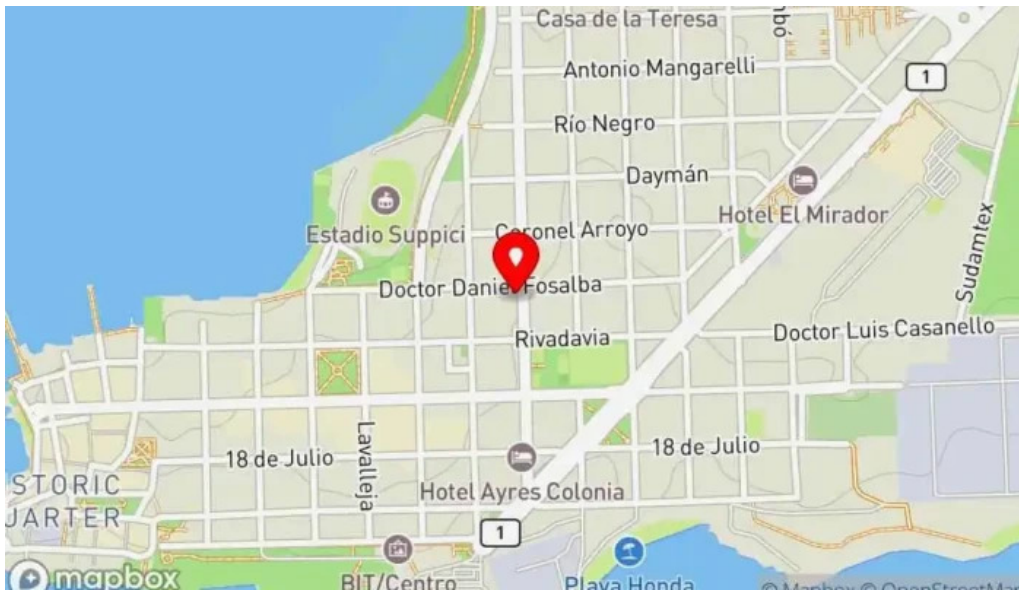 Casa de la Teresa
mbó
Antonio Mangarelli
1
Río Negro
Daymán
Hotel El Mirador
Estadio Suppici
Coronel Arroyo
Sudamtex
Doctor Daniel Fosalba
Rivadavia
Doctor Luis Casanello
Lavalleja
18 de Julio
18 de Julio
STORIC
UARTER
Hotel Ayres Colonia
1
BIT/Centro
Playa Honda
mapbox
© Mapbox © OpenStreetMap